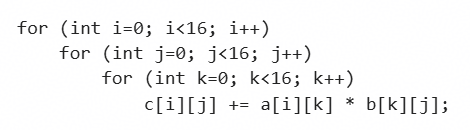 for (int i=0; i<16; i++)
for (int j=0; j<16; j++)
for (int k=0; k<16; k++)
c[i][j] += a[i][k] * b[k][j];